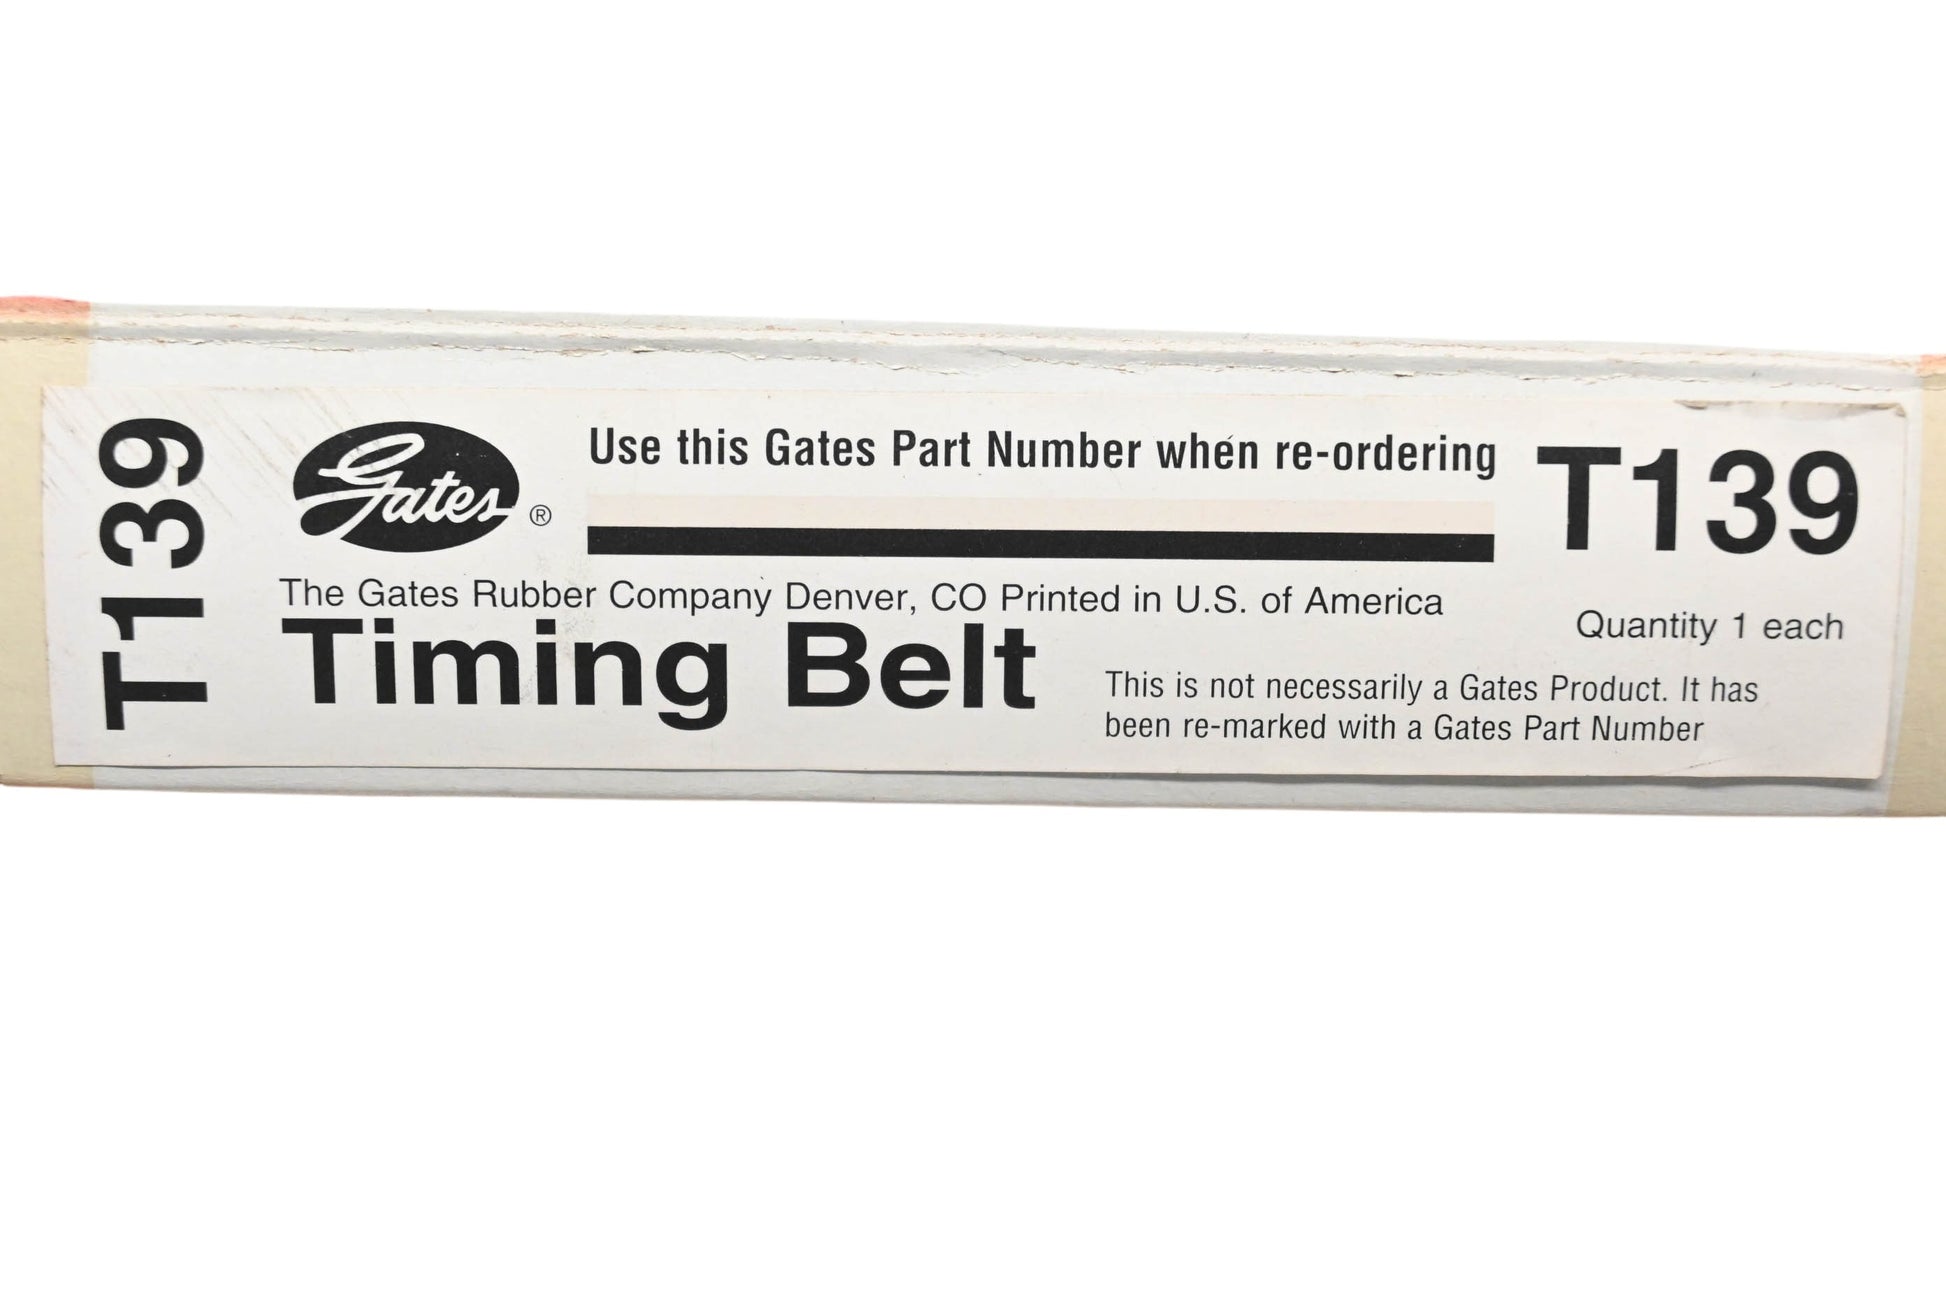 T139
Gates ®
Use this Gates Part Number when re-ordering
T139
The Gates Rubber Company Denver, CO Printed in U.S. of America
Quantity 1 each
Timing Belt
This is not necessarily a Gates Product. It has
been re-marked with a Gates Part Number